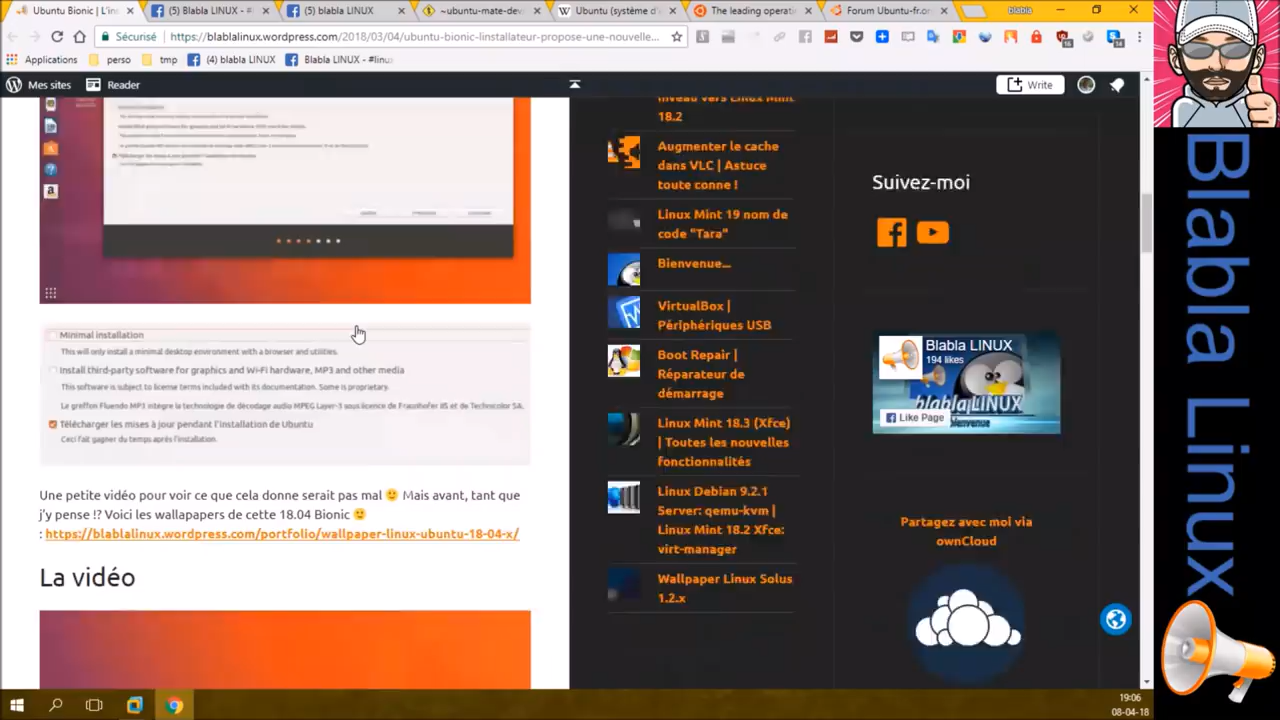 Ubuntu Bionic | L'in
(5) Blabla LINUX - #
(5) blabla LINUX
~ubuntu-mate-dev
Ubuntu (système d'
The leading operati
Forum Ubuntu-fr.o
blabla
Sécurisé
https://blablalinux.wordpress.com/2018/03/04/ubuntu-bionic-linstallateur-propose-une-nouvelle...
Applications
perso
tmp
(4) blabla LINUX
Blabla LINUX - #linu
Mes sites
Reader
Write
Minimal installation
This will only install a minimal desktop environment with a browser and utilities.
Install third-party software for graphics and Wi-Fi hardware, MP3 and other media
This software is subject to license terms included with its documentation. Some is proprietary.
Le greffon Fluendo MP3 intègre la technologie de décodage audio MPEG Layer-3 sous licence de Fraunhofer IIS et de Technicolor SA.
Télécharger les mises à jour pendant l'installation de Ubuntu
Ceci fait gagner du temps après l'installation.
Une petite vidéo pour voir ce que cela donne serait pas mal 🙂 Mais avant, tant que
j'y pense !? Voici les wallapapers de cette 18.04 Bionic 🙂
: https://blablalinux.wordpress.com/portfolio/wallpaper-linux-ubuntu-18-04-x/
La vidéo
niveau vers Linux Mint
18.2
Augmenter le cache
dans VLC | Astuce
toute conne !
Linux Mint 19 nom de
code "Tara"
Bienvenue...
VirtualBox |
Périphériques USB
Boot Repair |
Réparateur de
démarrage
Linux Mint 18.3 (Xfce)
| Toutes les nouvelles
fonctionnalités
Linux Debian 9.2.1
Server: qemu-kvm |
Linux Mint 18.2 Xfce:
virt-manager
Wallpaper Linux Solus
1.2.x
Suivez-moi
Blabla LINUX
194 likes
blablaLINUX
Like Page
bienvenue
Partagez avec moi via
ownCloud
19:06
08-04-18
Blabla Linux